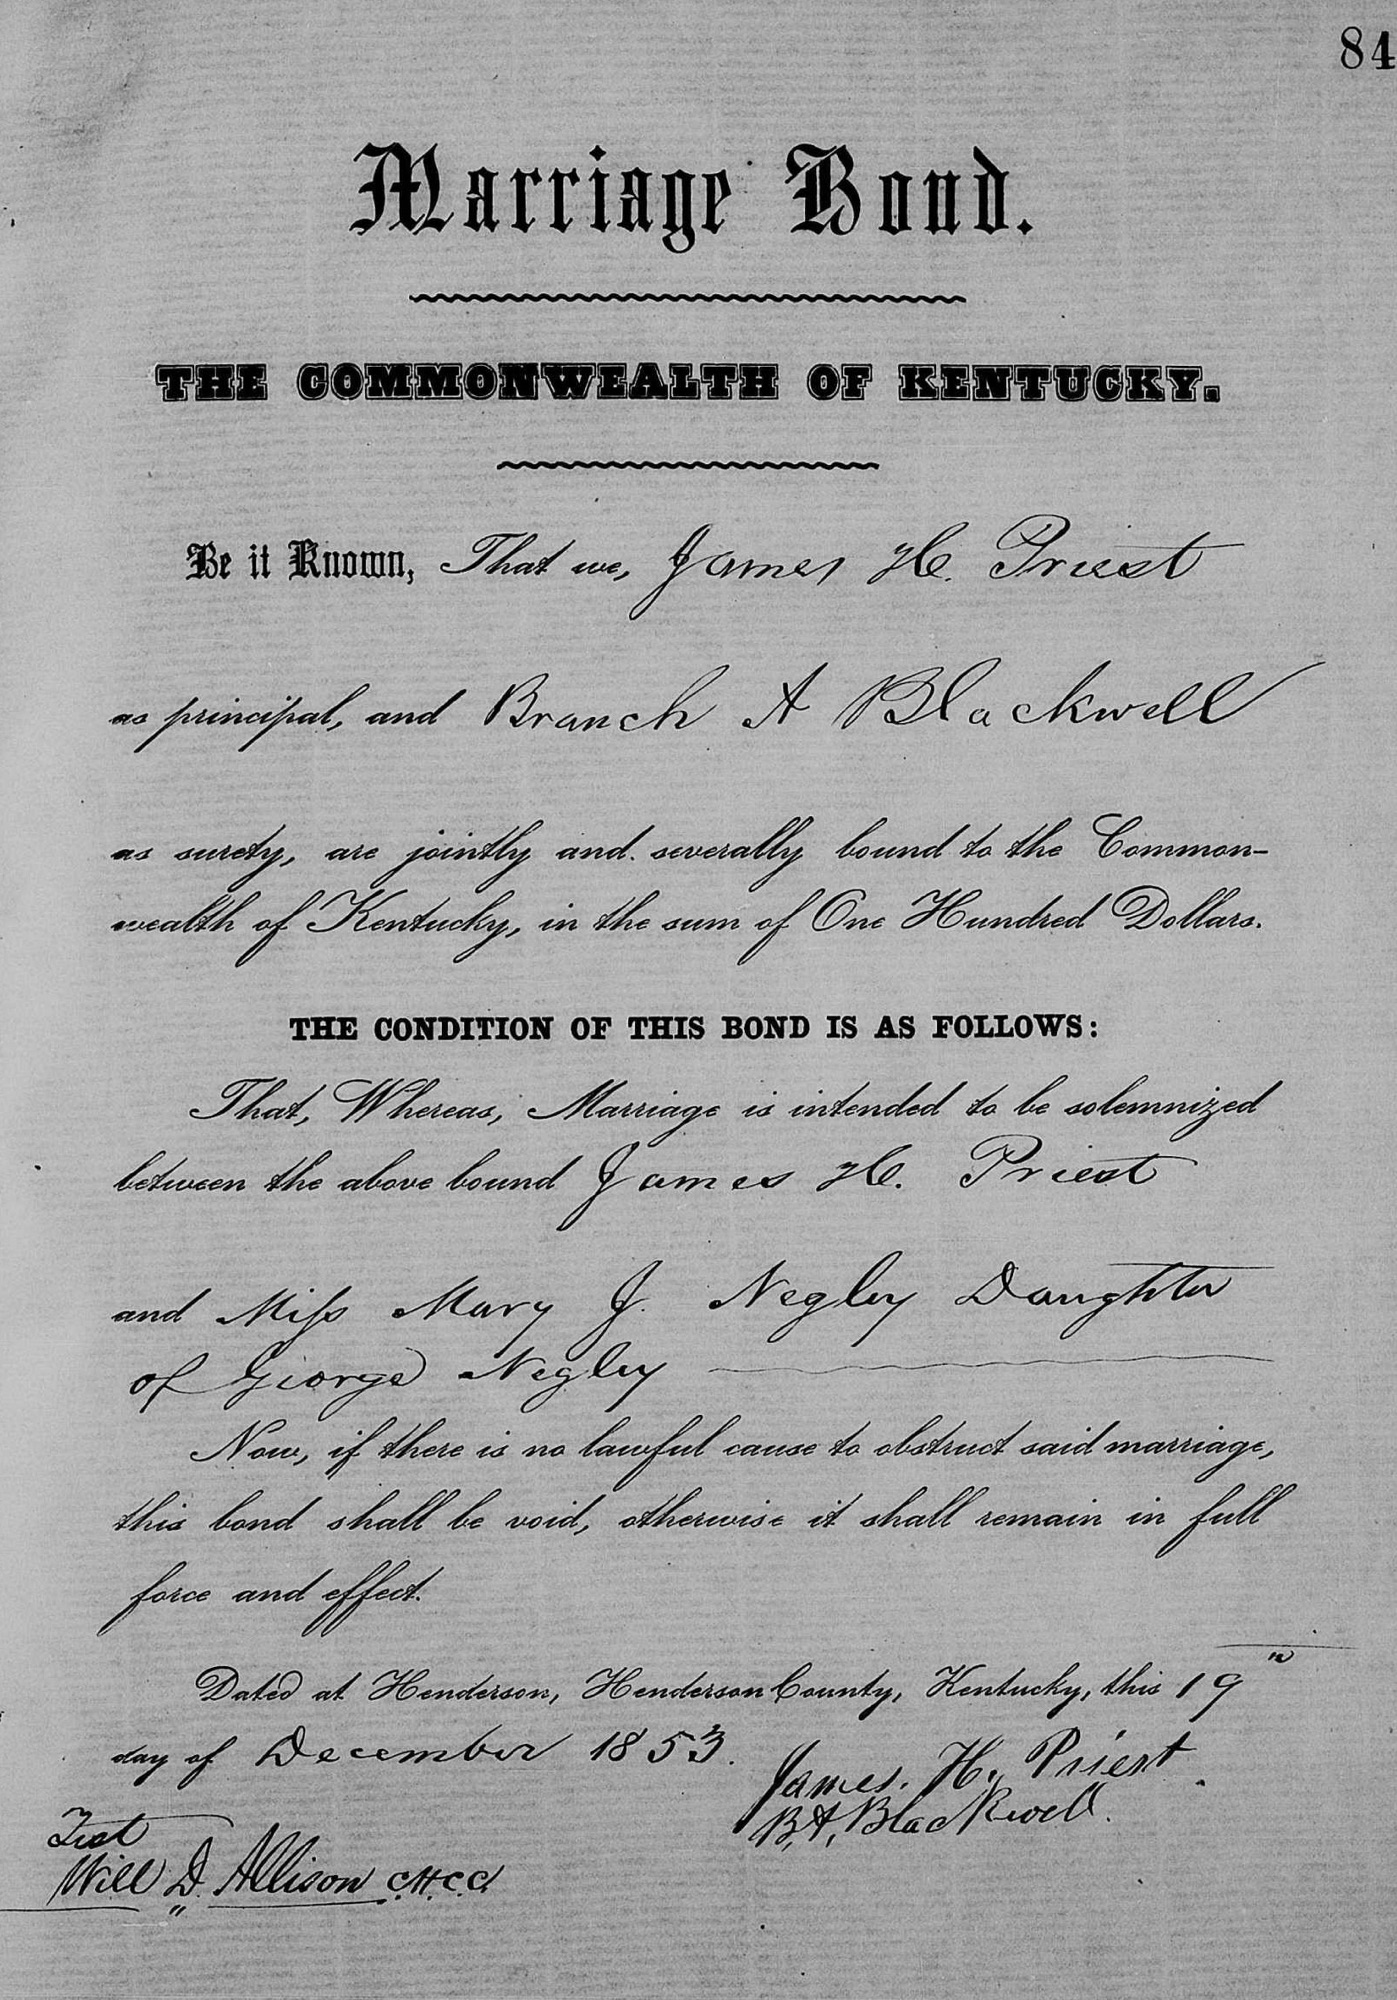 84
Marriage Bond.
THE COMMONWEALTH OF KENTUCKY.
Be it Known, That we, James H. Priest
as principal, and Branch A Blackwell
as surety, are jointly and severally bound to the Common-
wealth of Kentucky, in the sum of One Hundred Dollars.
THE CONDITION OF THIS BOND IS AS FOLLOWS:
That, Whereas, Marriage is intended to be solemnized
between the above bound James H. Priest
and Miss Mary J. Negley Daughter
of George Negley
Now, if there is no lawful cause to obstruct said marriage,
this bond shall be void, otherwise it shall remain in full
force and effect.
Dated at Henderson, Henderson County, Kentucky, this 19th
day of December 1853.
James. H. Priest
B. A. Blackwell.
Test
Will D. Allison C.H.C.C.